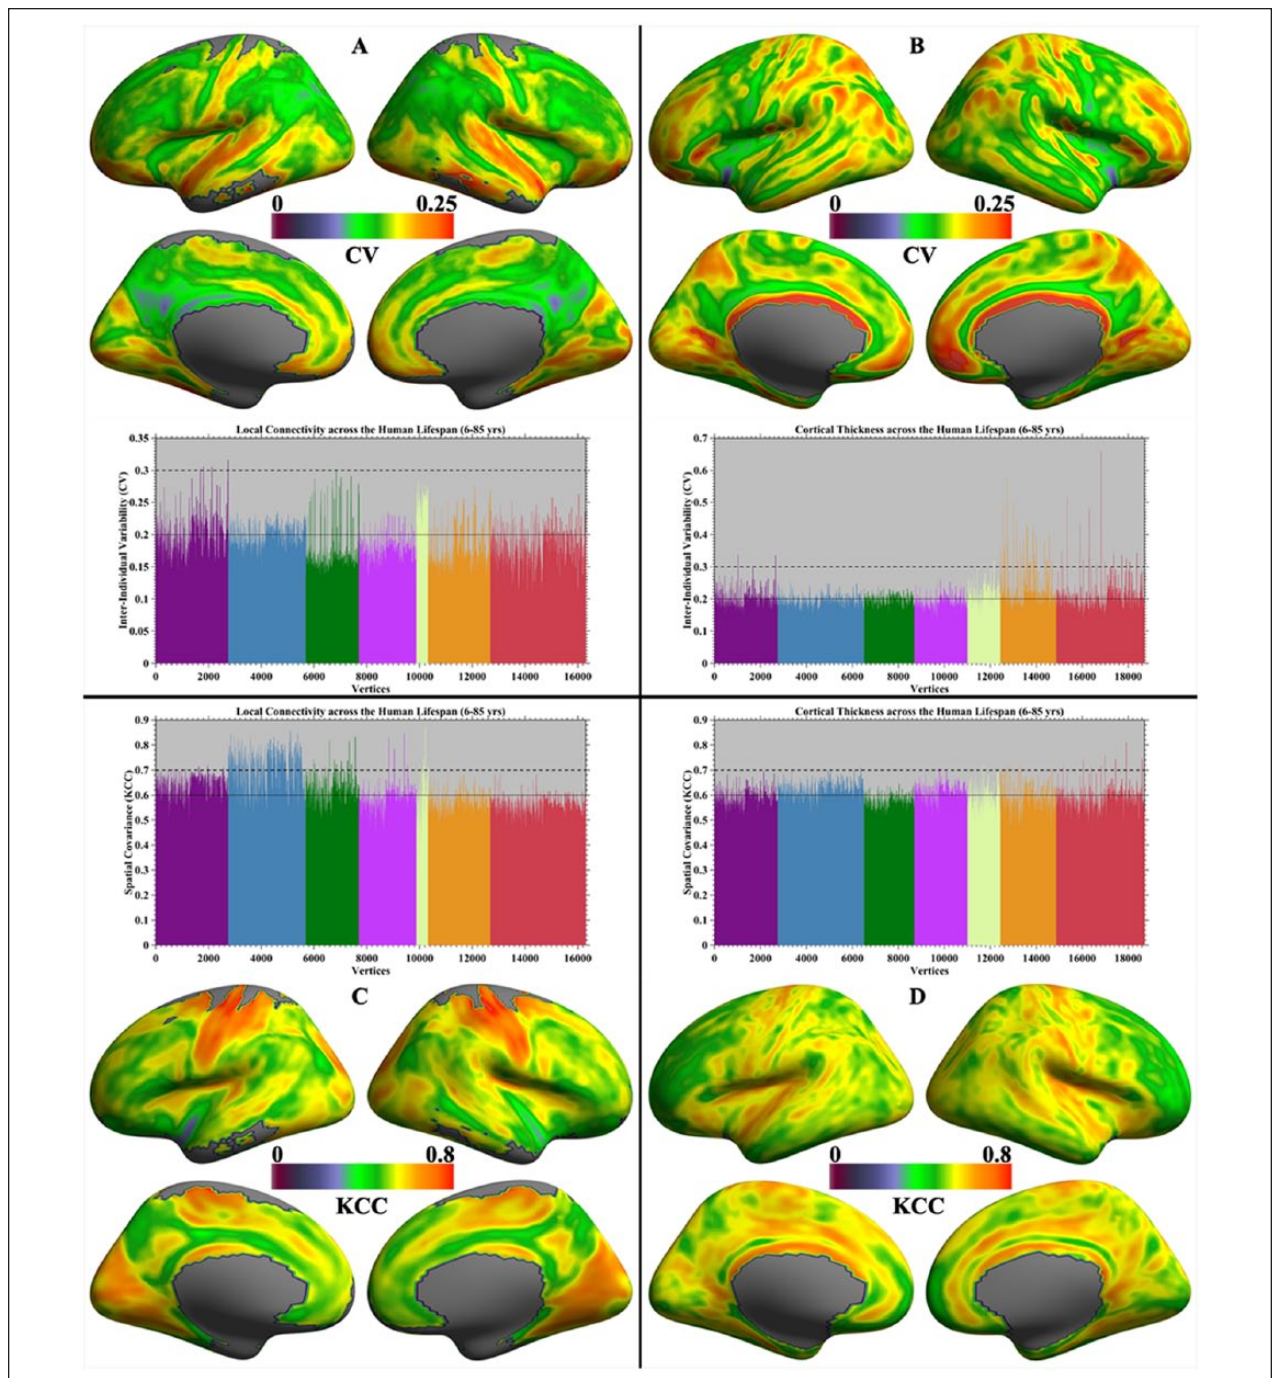 A
B
0 0.25
CV
0 0.25
CV
Local Connectivity across the Human Lifespan (6-85 yrs)
Inter-Individual Variability (CV)
0.35
0.3
0.25
0.2
0.15
0.1
0.05
0
0 2000 4000 6000 8000 10000 12000 14000 16000
Vertices
Cortical Thickness across the Human Lifespan (6-85 yrs)
Inter-Individual Variability (CV)
0.7
0.6
0.5
0.4
0.3
0.2
0.1
0
0 2000 4000 6000 8000 10000 12000 14000 16000 18000
Vertices
Local Connectivity across the Human Lifespan (6-85 yrs)
Spatial Covariance (KCC)
0.9
0.8
0.7
0.6
0.5
0.4
0.3
0.2
0.1
0
0 2000 4000 6000 8000 10000 12000 14000 16000
Vertices
Cortical Thickness across the Human Lifespan (6-85 yrs)
Spatial Covariance (KCC)
0.9
0.8
0.7
0.6
0.5
0.4
0.3
0.2
0.1
0
0 2000 4000 6000 8000 10000 12000 14000 16000 18000
Vertices
C
D
0 0.8
KCC
0 0.8
KCC